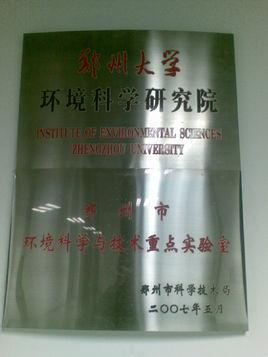 郑州大学
环境科学研究院
INSTITUTE OF ENVIRONMENTAL SCIENCES
ZHENGZHOU UNIVERSITY
郑州市
环境科学与技术重点实验室
郑州市科学技术局
二〇〇七年五月